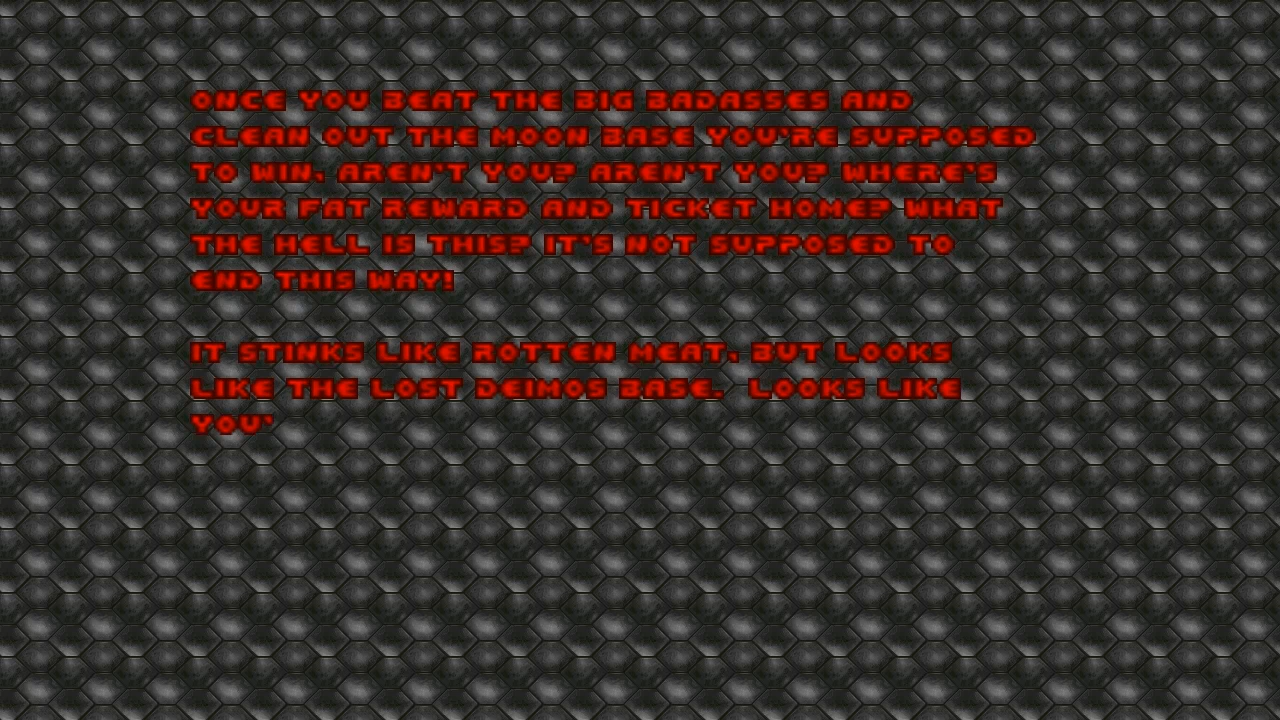 ONCE YOU BEAT THE BIG BADASSES AND
CLEAN OUT THE MOON BASE YOU'RE SUPPOSED
TO WIN, AREN'T YOU? AREN'T YOU? WHERE'S
YOUR FAT REWARD AND TICKET HOME? WHAT
THE HELL IS THIS? IT'S NOT SUPPOSED TO
END THIS WAY!
IT STINKS LIKE ROTTEN MEAT, BUT LOOKS
LIKE THE LOST DEIMOS BASE.  LOOKS LIKE
YOU'